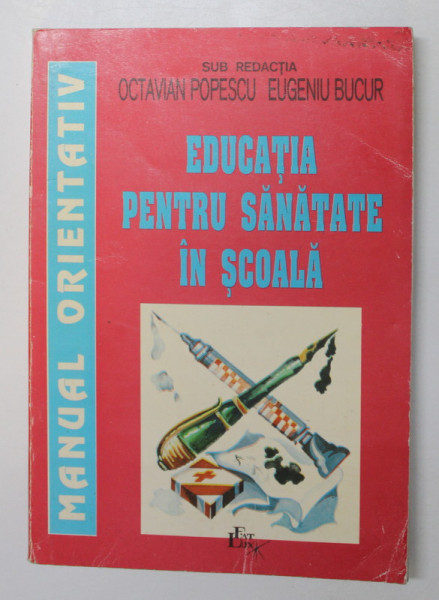 SUB REDACȚIA
OCTAVIAN POPESCU EUGENIU BUCUR
EDUCAȚIA
PENTRU SĂNĂTATE
ÎN ȘCOALĂ
MANUAL ORIENTATIV